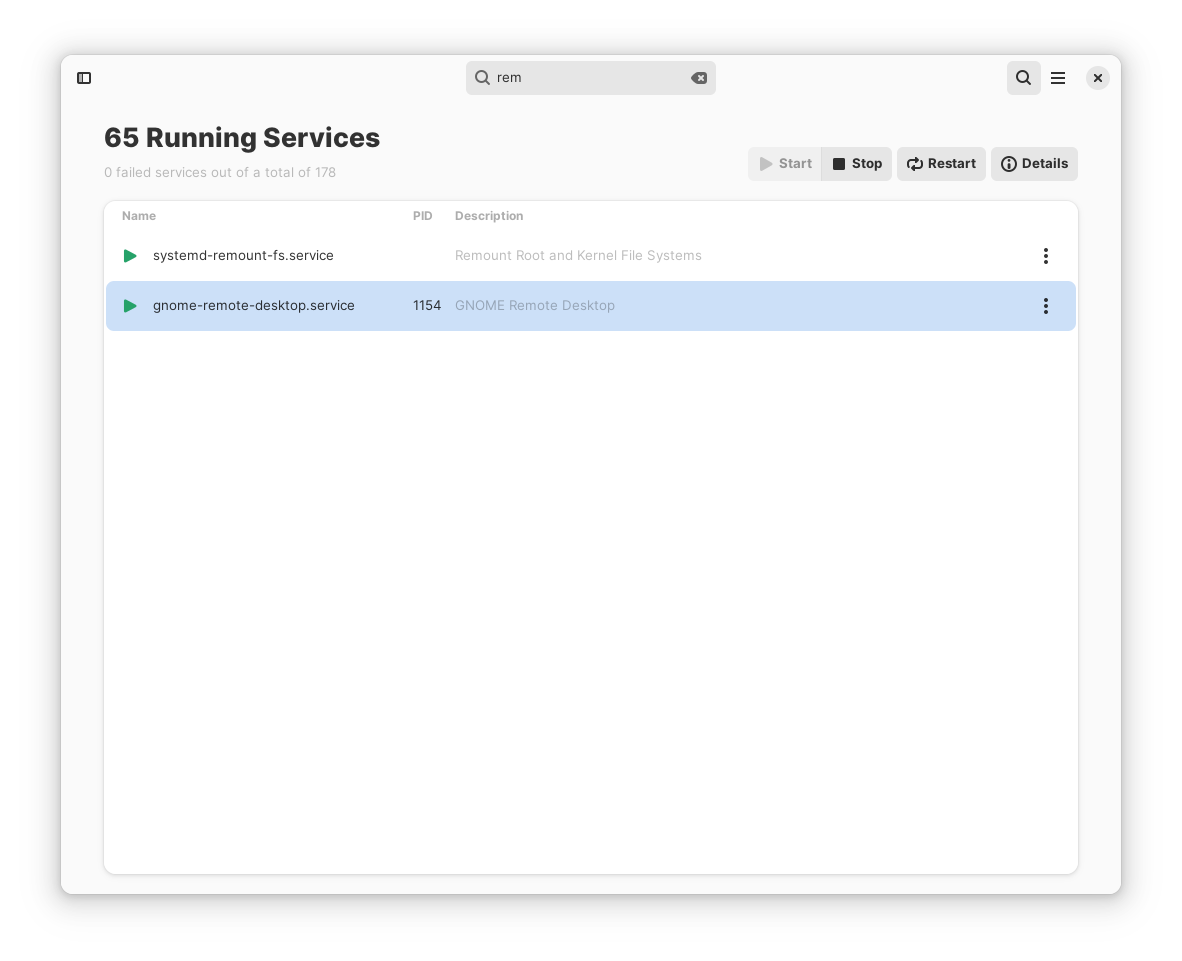 rem
65 Running Services
0 failed services out of a total of 178
Start Stop Restart Details
Name PID Description
systemd-remount-fs.service Remount Root and Kernel File Systems
gnome-remote-desktop.service 1154 GNOME Remote Desktop